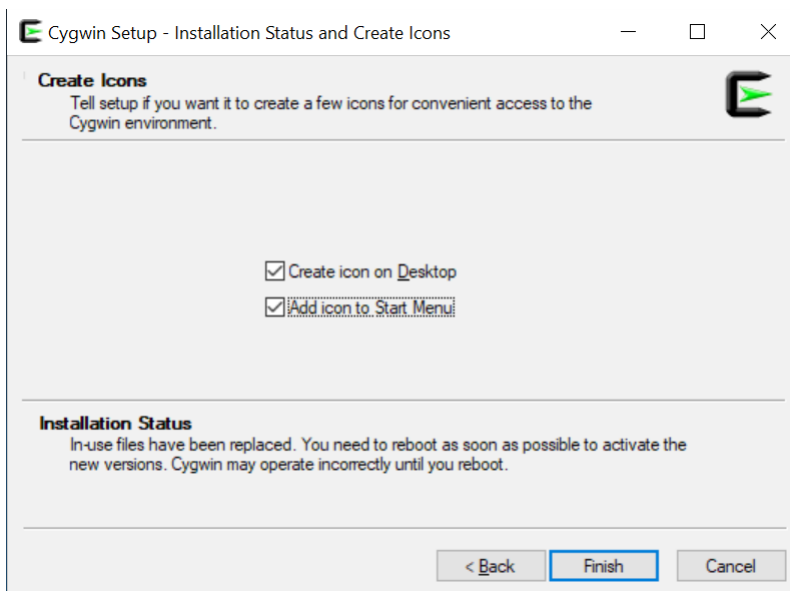 Cygwin Setup - Installation Status and Create Icons
Create Icons
Tell setup if you want it to create a few icons for convenient access to the
Cygwin environment.
Create icon on Desktop
Add icon to Start Menu
Installation Status
In-use files have been replaced. You need to reboot as soon as possible to activate the
new versions. Cygwin may operate incorrectly until you reboot.
< Back Finish Cancel